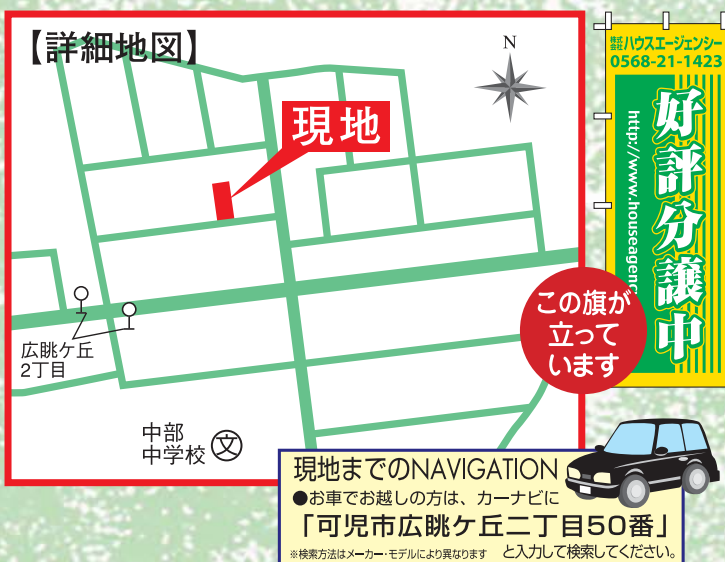 【詳細地図】
N
現地
広眺ケ丘
2丁目
中部
中学校
文
株式会社ハウスエージェンシー
0568-21-1423
好評分譲中
http://www.houseagenc
この旗が
立って
います
現地までのNAVIGATION
●お車でお越しの方は、カーナビに
「可児市広眺ケ丘二丁目50番」
※検索方法はメーカー・モデルにより異なります と入力して検索してください。